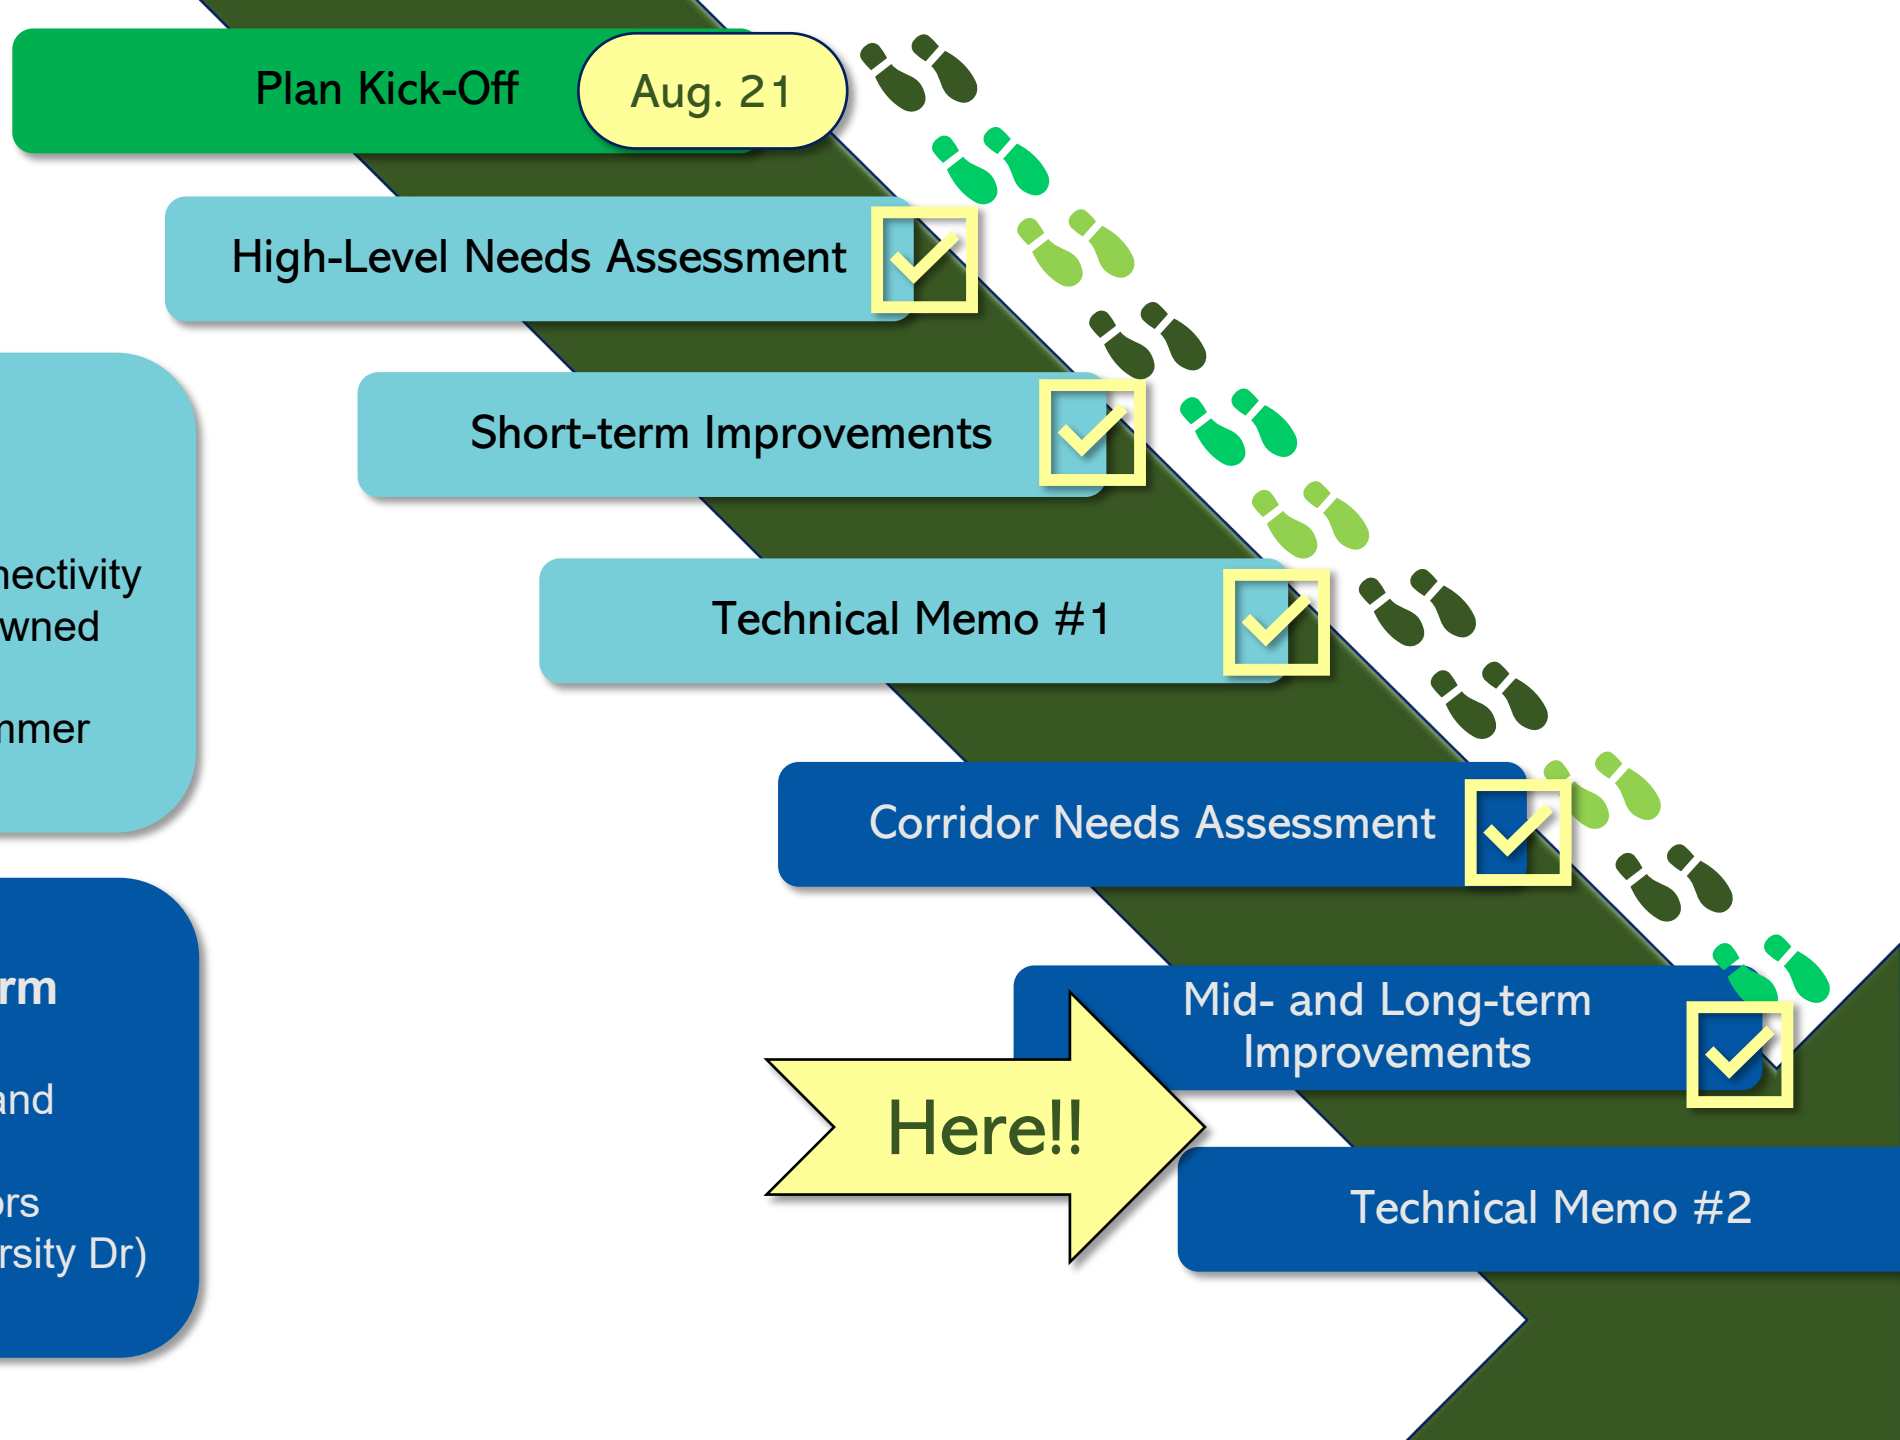 Plan Kick-Off
Aug. 21
High-Level Needs Assessment
Short-term Improvements
Technical Memo #1
Corridor Needs Assessment
Mid- and Long-term
Improvements
Here!!
Technical Memo #2
nectivity
wned
mmer
rm
and
ors
rsity Dr)